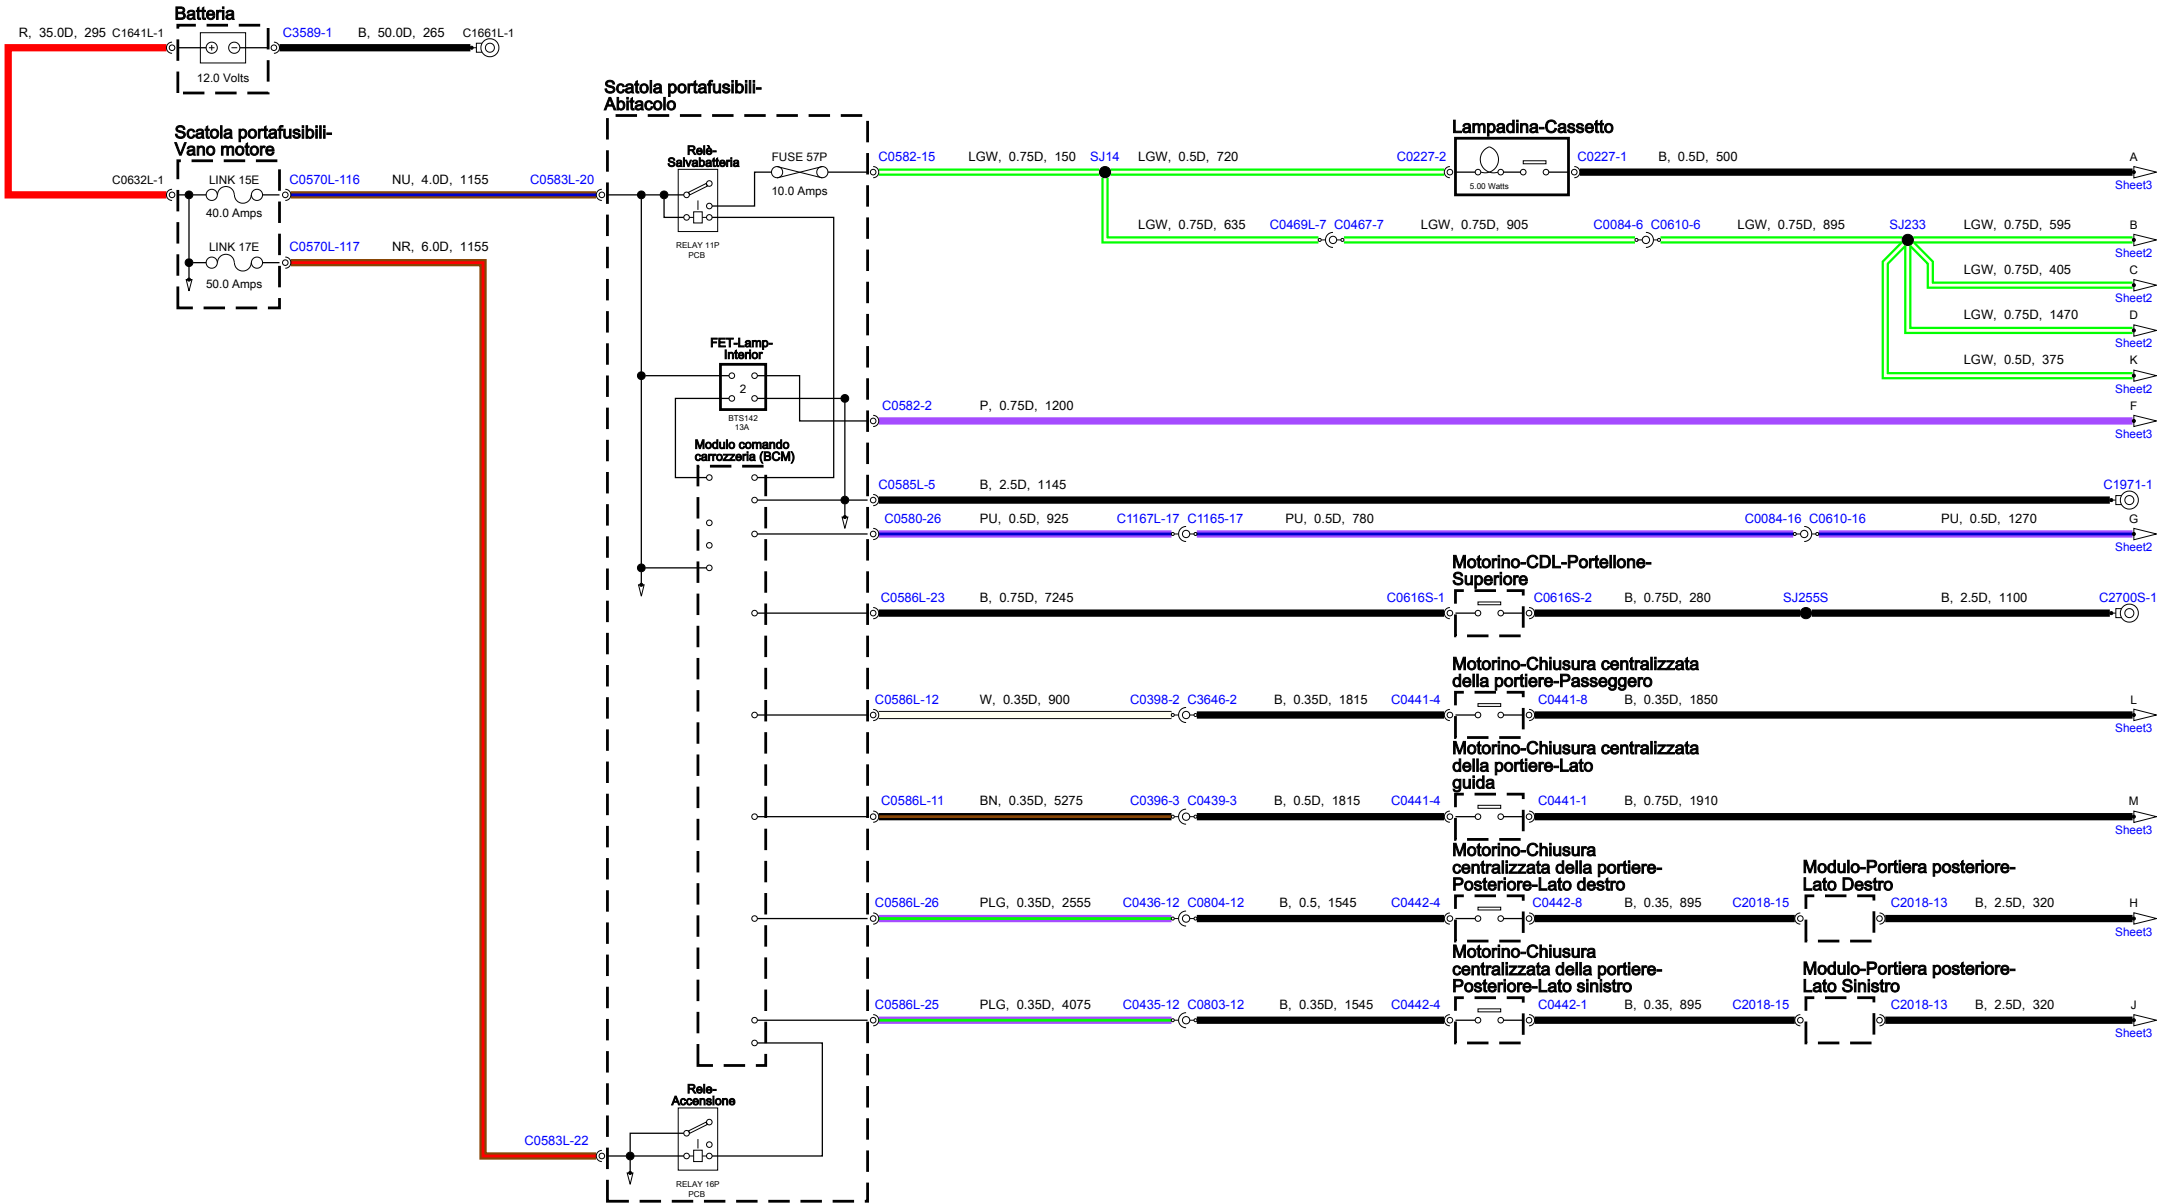 Batteria
R, 35.0D, 295 C1641L-1
C3589-1 B, 50.0D, 265 C1661L-1
12.0 Volts
Scatola portafusibili-
Vano motore
C0632L-1
LINK 15E
40.0 Amps
C0570L-116 NU, 4.0D, 1155 C0583L-20
LINK 17E
50.0 Amps
C0570L-117 NR, 6.0D, 1155
Scatola portafusibili-
Abitacolo
Relè-
Salvabatteria
RELAY 11P
PCB
FUSE 57P
10.0 Amps
C0582-15 LGW, 0.75D, 150 SJ14 LGW, 0.5D, 720 C0227-2
Lampadina-Cassetto
5.00 Watts
C0227-1 B, 0.5D, 500 A
Sheet3
LGW, 0.75D, 635 C0469L-7 C0467-7 LGW, 0.75D, 905 C0084-6 C0610-6 LGW, 0.75D, 895 SJ233 LGW, 0.75D, 595 B
Sheet2
LGW, 0.75D, 405 C
Sheet2
LGW, 0.75D, 1470 D
Sheet2
LGW, 0.5D, 375 K
Sheet2
FET-Lamp-
Interior
2
BTS142
13A
C0582-2 P, 0.75D, 1200 F
Sheet3
Modulo comando
carrozzeria (BCM)
C0585L-5 B, 2.5D, 1145 C1971-1
C0580-26 PU, 0.5D, 925 C1167L-17 C1165-17 PU, 0.5D, 780 C0084-16 C0610-16 PU, 0.5D, 1270 G
Sheet2
Motorino-CDL-Portellone-
Superiore
C0586L-23 B, 0.75D, 7245 C0616S-1 C0616S-2 B, 0.75D, 280 SJ255S B, 2.5D, 1100 C2700S-1
Motorino-Chiusura centralizzata
della portiere-Passeggero
C0586L-12 W, 0.35D, 900 C0398-2 C3646-2 B, 0.35D, 1815 C0441-4 C0441-8 B, 0.35D, 1850 L
Sheet3
Motorino-Chiusura centralizzata
della portiere-Lato
guida
C0586L-11 BN, 0.35D, 5275 C0396-3 C0439-3 B, 0.5D, 1815 C0441-4 C0441-1 B, 0.75D, 1910 M
Sheet3
Motorino-Chiusura
centralizzata della portiere-
Posteriore-Lato destro
Modulo-Portiera posteriore-
Lato Destro
C0586L-26 PLG, 0.35D, 2555 C0436-12 C0804-12 B, 0.5, 1545 C0442-4 C0442-8 B, 0.35, 895 C2018-15 C2018-13 B, 2.5D, 320 H
Sheet3
Motorino-Chiusura
centralizzata della portiere-
Posteriore-Lato sinistro
Modulo-Portiera posteriore-
Lato Sinistro
C0586L-25 PLG, 0.35D, 4075 C0435-12 C0803-12 B, 0.35D, 1545 C0442-4 C0442-1 B, 0.35, 895 C2018-15 C2018-13 B, 2.5D, 320 J
Sheet3
Rele-
Accensione
C0583L-22
RELAY 16P
PCB